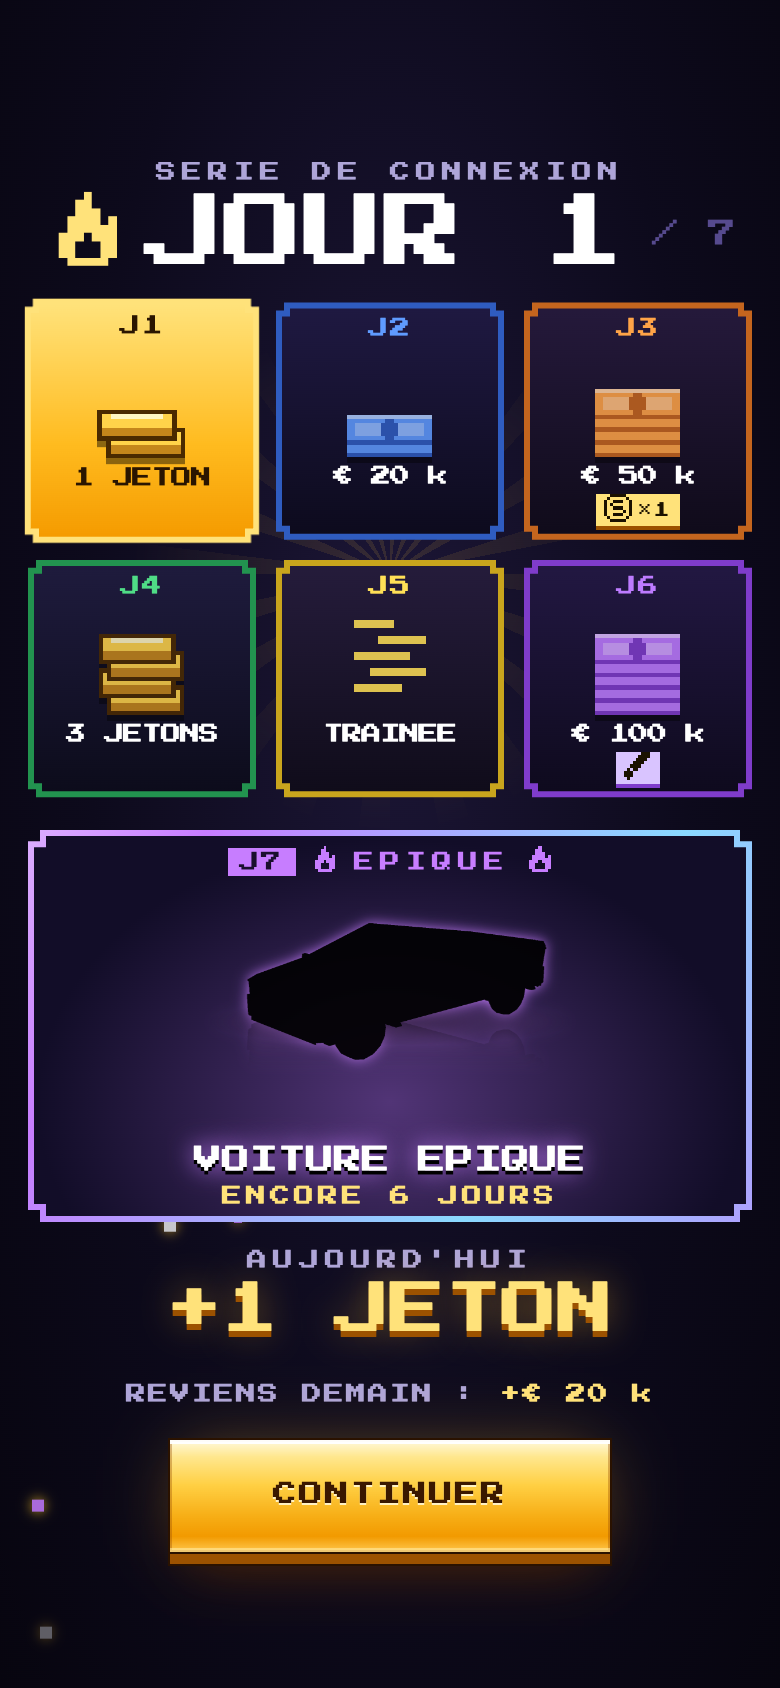 SERIE DE CONNEXION
JOUR 1 / 7
J1
1 JETON
J2
€ 20 k
J3
€ 50 k
S ×1
J4
3 JETONS
J5
TRAINEE
J6
€ 100 k
J7 EPIQUE
VOITURE EPIQUE
ENCORE 6 JOURS
AUJOURD'HUI
+1 JETON
REVIENS DEMAIN : +€ 20 k
CONTINUER